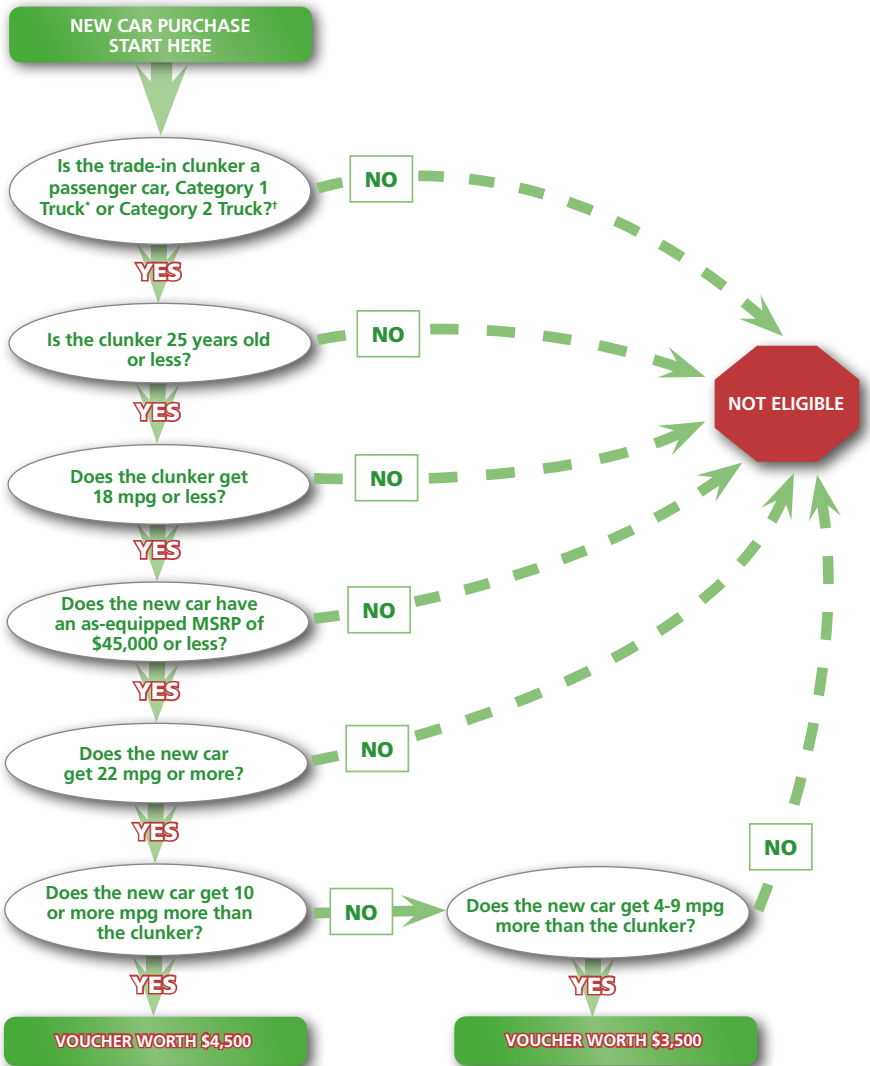 NEW CAR PURCHASE
START HERE
Is the trade-in clunker a
passenger car, Category 1
Truck* or Category 2 Truck?†
NO
YES
Is the clunker 25 years old
or less?
NO
NOT ELIGIBLE
YES
Does the clunker get
18 mpg or less?
NO
YES
Does the new car have
an as-equipped MSRP of
$45,000 or less?
NO
YES
Does the new car
get 22 mpg or more?
NO
YES
Does the new car get 10
or more mpg more than
the clunker?
NO
Does the new car get 4-9 mpg
more than the clunker?
NO
YES
YES
VOUCHER WORTH $4,500
VOUCHER WORTH $3,500